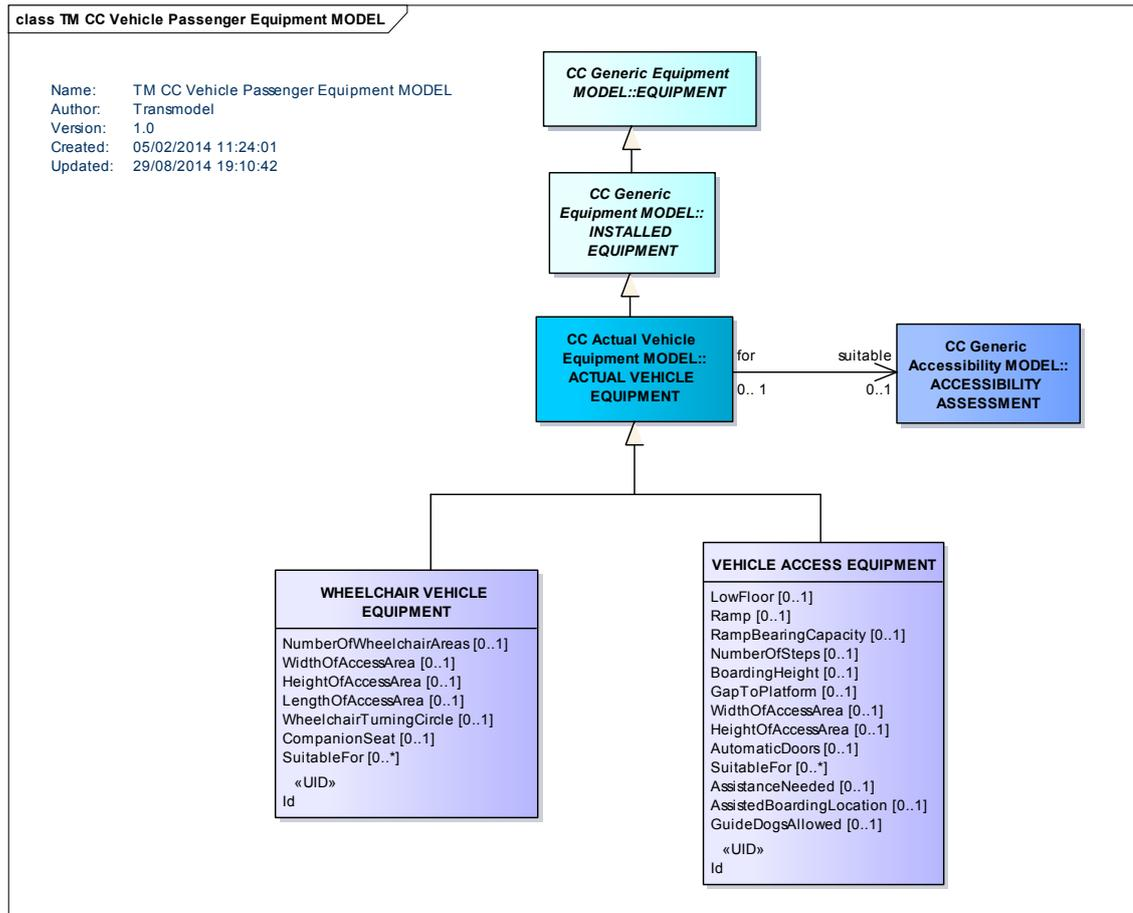 class TM CC Vehicle Passenger Equipment MODEL
Name: TM CC Vehicle Passenger Equipment MODEL
Author: Transmodel
Version: 1.0
Created: 05/02/2014 11:24:01
Updated: 29/08/2014 19:10:42
CC Generic Equipment
MODEL::EQUIPMENT
CC Generic
Equipment MODEL::
INSTALLED
EQUIPMENT
CC Actual Vehicle
Equipment MODEL::
ACTUAL VEHICLE
EQUIPMENT
for
0.. 1
suitable
0..1
CC Generic
Accessibility MODEL::
ACCESSIBILITY
ASSESSMENT
WHEELCHAIR VEHICLE
EQUIPMENT
NumberOfWheelchairAreas [0..1]
WidthOfAccessArea [0..1]
HeightOfAccessArea [0..1]
LengthOfAccessArea [0..1]
WheelchairTurningCircle [0..1]
CompanionSeat [0..1]
SuitableFor [0..*]
«UID»
Id
VEHICLE ACCESS EQUIPMENT
LowFloor [0..1]
Ramp [0..1]
RampBearingCapacity [0..1]
NumberOfSteps [0..1]
BoardingHeight [0..1]
GapToPlatform [0..1]
WidthOfAccessArea [0..1]
HeightOfAccessArea [0..1]
AutomaticDoors [0..1]
SuitableFor [0..*]
AssistanceNeeded [0..1]
AssistedBoardingLocation [0..1]
GuideDogsAllowed [0..1]
«UID»
Id